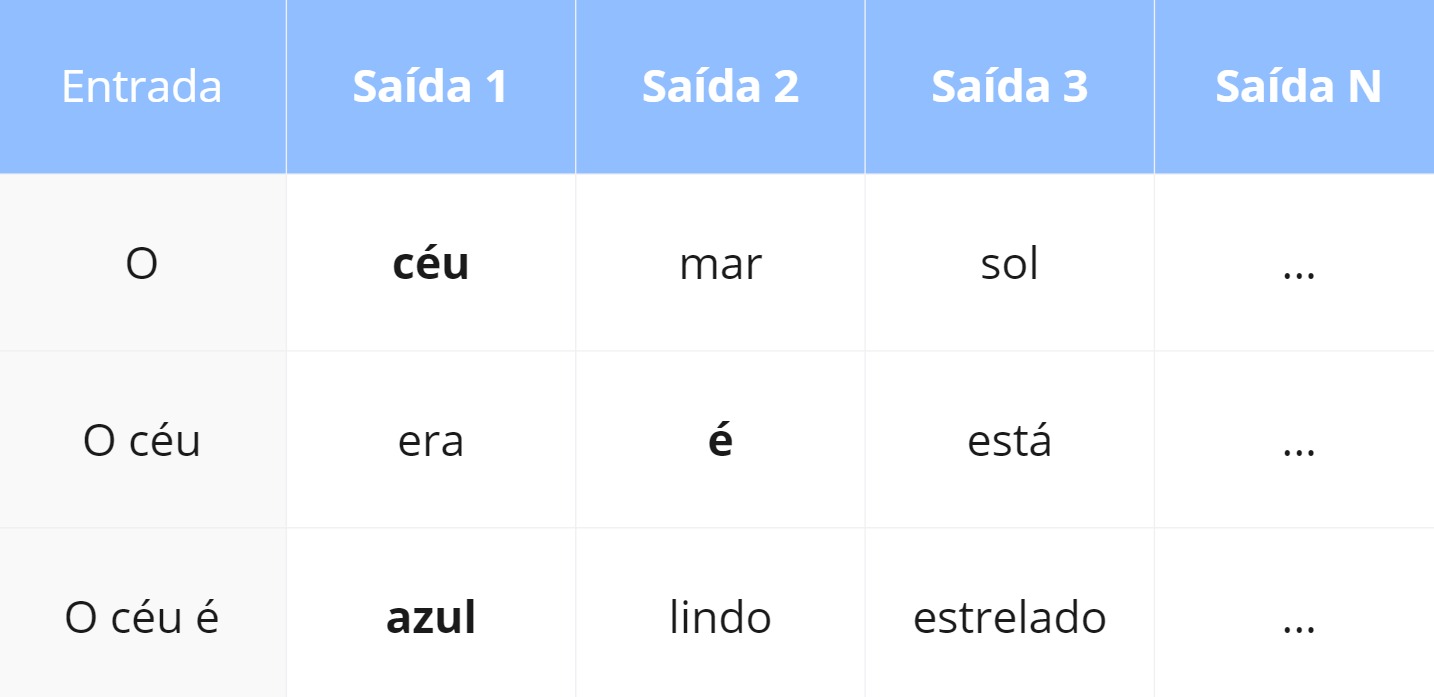 Entrada Saída 1 Saída 2 Saída 3 Saída N
O céu mar sol ...
O céu era é está ...
O céu é azul lindo estrelado ...